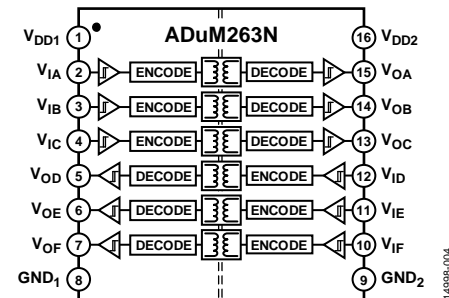 ADuM263N
VDD1 1 16 VDD2
VIA 2 ENCODE DECODE 15 VOA
VIB 3 ENCODE DECODE 14 VOB
VIC 4 ENCODE DECODE 13 VOC
VOD 5 DECODE ENCODE 12 VID
VOE 6 DECODE ENCODE 11 VIE
VOF 7 DECODE ENCODE 10 VIF
GND1 8 9 GND2
14998-004